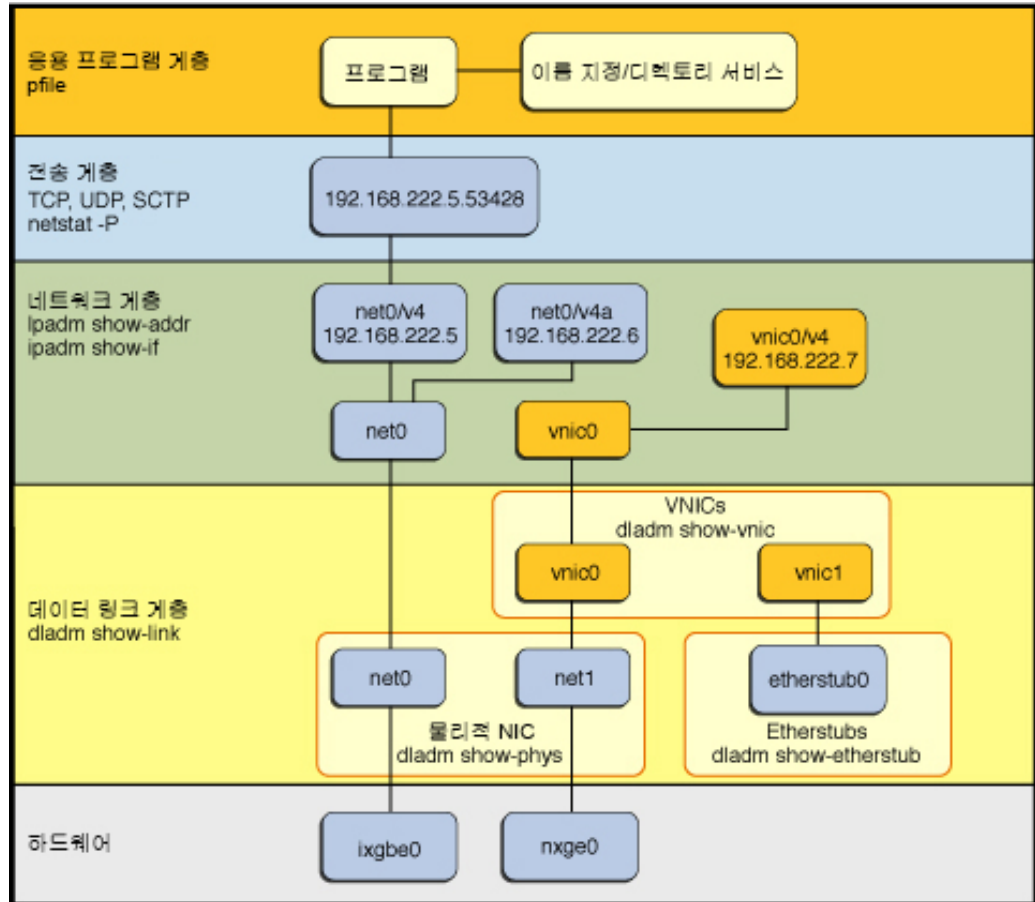 응용 프로그램 계층
pfile
프로그램
이름 지정/디렉토리 서비스
전송 계층
TCP, UDP, SCTP
netstat -P
192.168.222.5.53428
네트워크 계층
Ipadm show-addr
ipadm show-if
net0/v4
192.168.222.5
net0/v4a
192.168.222.6
vnic0/v4
192.168.222.7
net0
vnic0
VNICs
dladm show-vnic
vnic0
vnic1
데이터 링크 계층
dladm show-link
net0
net1
물리적 NIC
dladm show-phys
etherstub0
Etherstubs
dladm show-etherstub
하드웨어
ixgbe0
nxge0